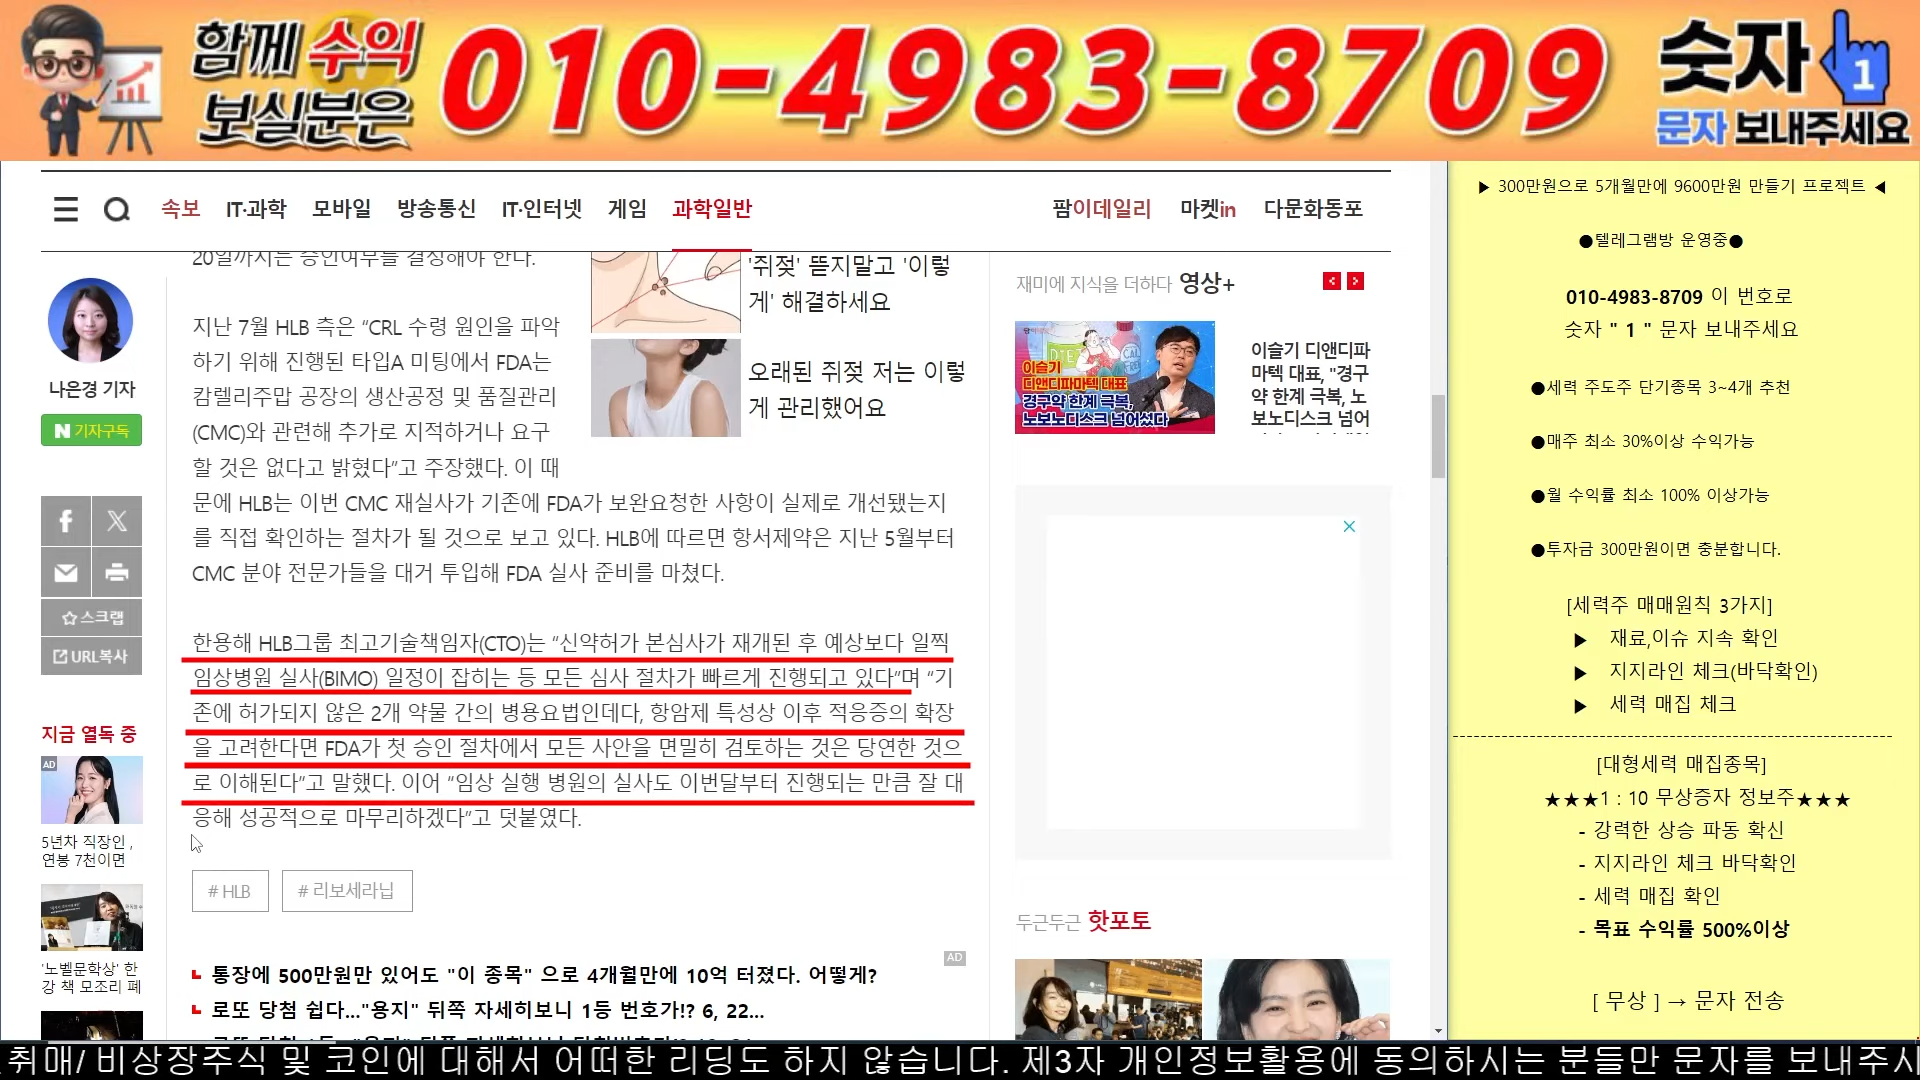 함께 수익
보실분은
010-4983-8709
숫자 1
문자 보내주세요
속보 IT·과학 모바일 방송통신 IT·인터넷 게임 과학일반
팜이데일리 마켓in 다문화동포
나은경 기자
N 기자구독
스크랩
URL복사
지금 열독 중
AD
5년차 직장인 ,
연봉 7천이면
'노벨문학상' 한
강 책 모조리 폐
20일까지는 승인여부를 결정해야 한다.
지난 7월 HLB 측은 “CRL 수령 원인을 파악
하기 위해 진행된 타입A 미팅에서 FDA는
캄렐리주맙 공장의 생산공정 및 품질관리
(CMC)와 관련해 추가로 지적하거나 요구
할 것은 없다고 밝혔다”고 주장했다. 이 때
문에 HLB는 이번 CMC 재실사가 기존에 FDA가 보완요청한 사항이 실제로 개선됐는지
를 직접 확인하는 절차가 될 것으로 보고 있다. HLB에 따르면 항서제약은 지난 5월부터
CMC 분야 전문가들을 대거 투입해 FDA 실사 준비를 마쳤다.
한용해 HLB그룹 최고기술책임자(CTO)는 “신약허가 본심사가 재개된 후 예상보다 일찍
임상병원 실사(BIMO) 일정이 잡히는 등 모든 심사 절차가 빠르게 진행되고 있다”며 “기
존에 허가되지 않은 2개 약물 간의 병용요법인데다, 항암제 특성상 이후 적응증의 확장
을 고려한다면 FDA가 첫 승인 절차에서 모든 사안을 면밀히 검토하는 것은 당연한 것으
로 이해된다”고 말했다. 이어 “임상 실행 병원의 실사도 이번달부터 진행되는 만큼 잘 대
응해 성공적으로 마무리하겠다”고 덧붙였다.
# HLB # 리보세라닙
AD
통장에 500만원만 있어도 "이 종목" 으로 4개월만에 10억 터졌다. 어떻게?
로또 당첨 쉽다..."용지" 뒤쪽 자세히보니 1등 번호가!? 6, 22...
'쥐젖' 뜯지말고 '이렇
게' 해결하세요
오래된 쥐젖 저는 이렇
게 관리했어요
재미에 지식을 더하다 영상+
이슬기
디앤디파마텍 대표
경구약 한계 극복,
노보노디스크 넘어섰다
이슬기 디앤디파
마텍 대표, "경구
약 한계 극복, 노
보노디스크 넘어
두근두근 핫포토
▶ 300만원으로 5개월만에 9600만원 만들기 프로젝트 ◀
●텔레그램방 운영중●
010-4983-8709 이 번호로
숫자 " 1 " 문자 보내주세요
●세력 주도주 단기종목 3~4개 추천
●매주 최소 30%이상 수익가능
●월 수익률 최소 100% 이상가능
●투자금 300만원이면 충분합니다.
[세력주 매매원칙 3가지]
▶ 재료,이슈 지속 확인
▶ 지지라인 체크(바닥확인)
▶ 세력 매집 체크
[대형세력 매집종목]
★★★1 : 10 무상증자 정보주★★★
- 강력한 상승 파동 확신
- 지지라인 체크 바닥확인
- 세력 매집 확인
- 목표 수익률 500%이상
[ 무상 ] → 문자 전송
취매/ 비상장주식 및 코인에 대해서 어떠한 리딩도 하지 않습니다. 제3자 개인정보활용에 동의하시는 분들만 문자를 보내주시